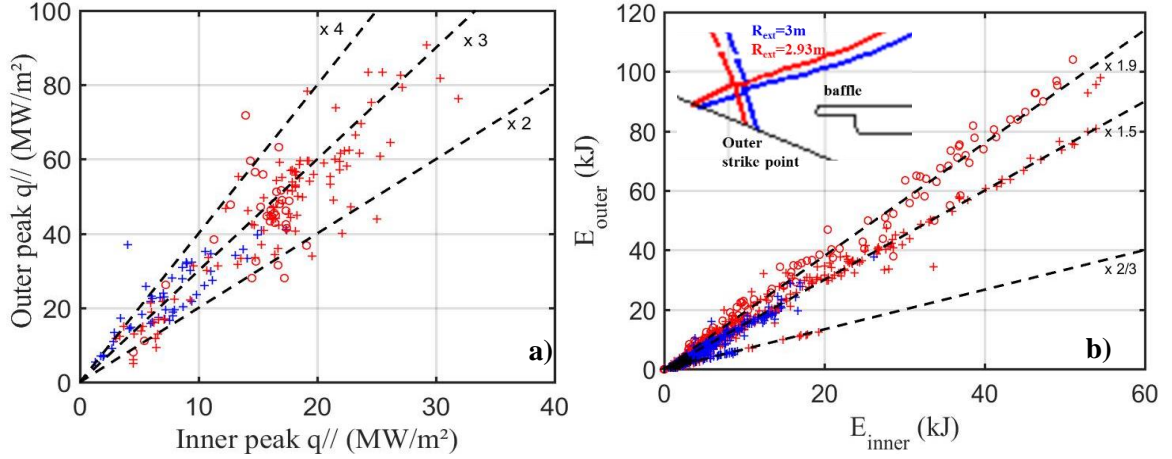 100
80
60
40
20
0
0
10
20
30
40
x 4
x 3
x 2
a)
Outer peak q// (MW/m²)
Inner peak q// (MW/m²)
120
100
80
60
40
20
0
0
20
40
60
R_ext=3m
R_ext=2.93m
baffle
Outer
strike point
x 1.9
x 1.5
x 2/3
b)
E_outer (kJ)
E_inner (kJ)